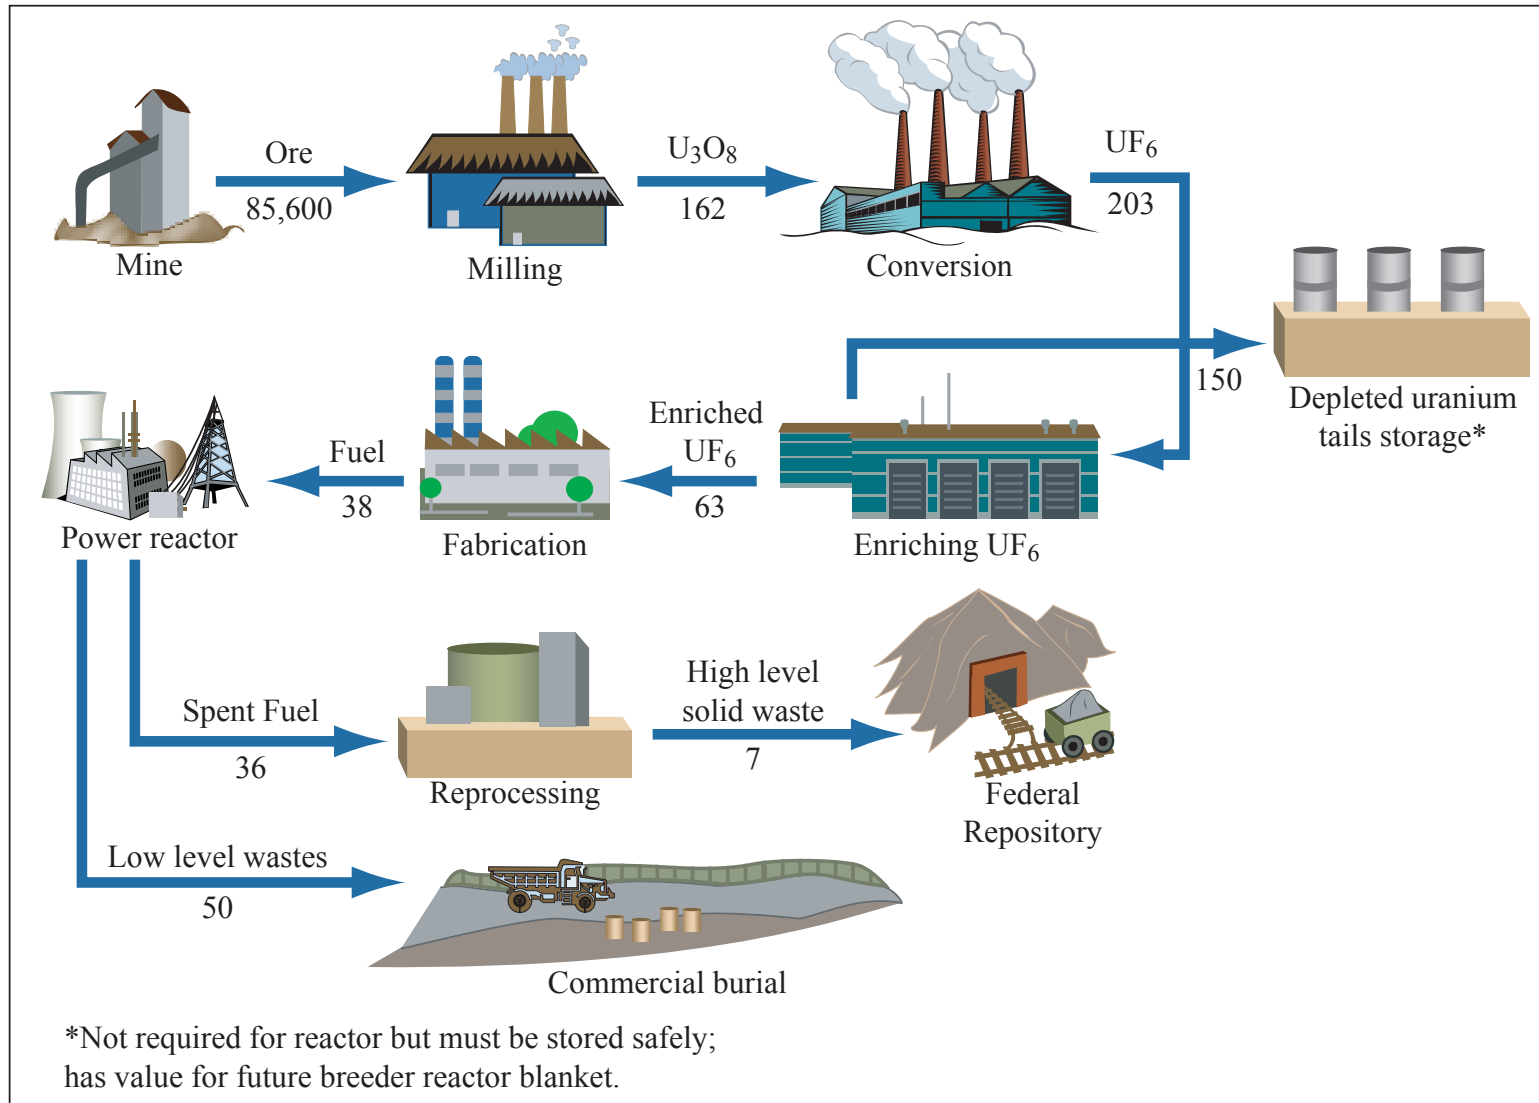 Ore
85,600
U3O8
162
UF6
203
Mine
Milling
Conversion
150
Depleted uranium
tails storage*
Enriched
UF6
63
Fuel
38
Power reactor
Fabrication
Enriching UF6
Spent Fuel
36
Reprocessing
High level
solid waste
7
Federal
Repository
Low level wastes
50
Commercial burial
*Not required for reactor but must be stored safely;
has value for future breeder reactor blanket.